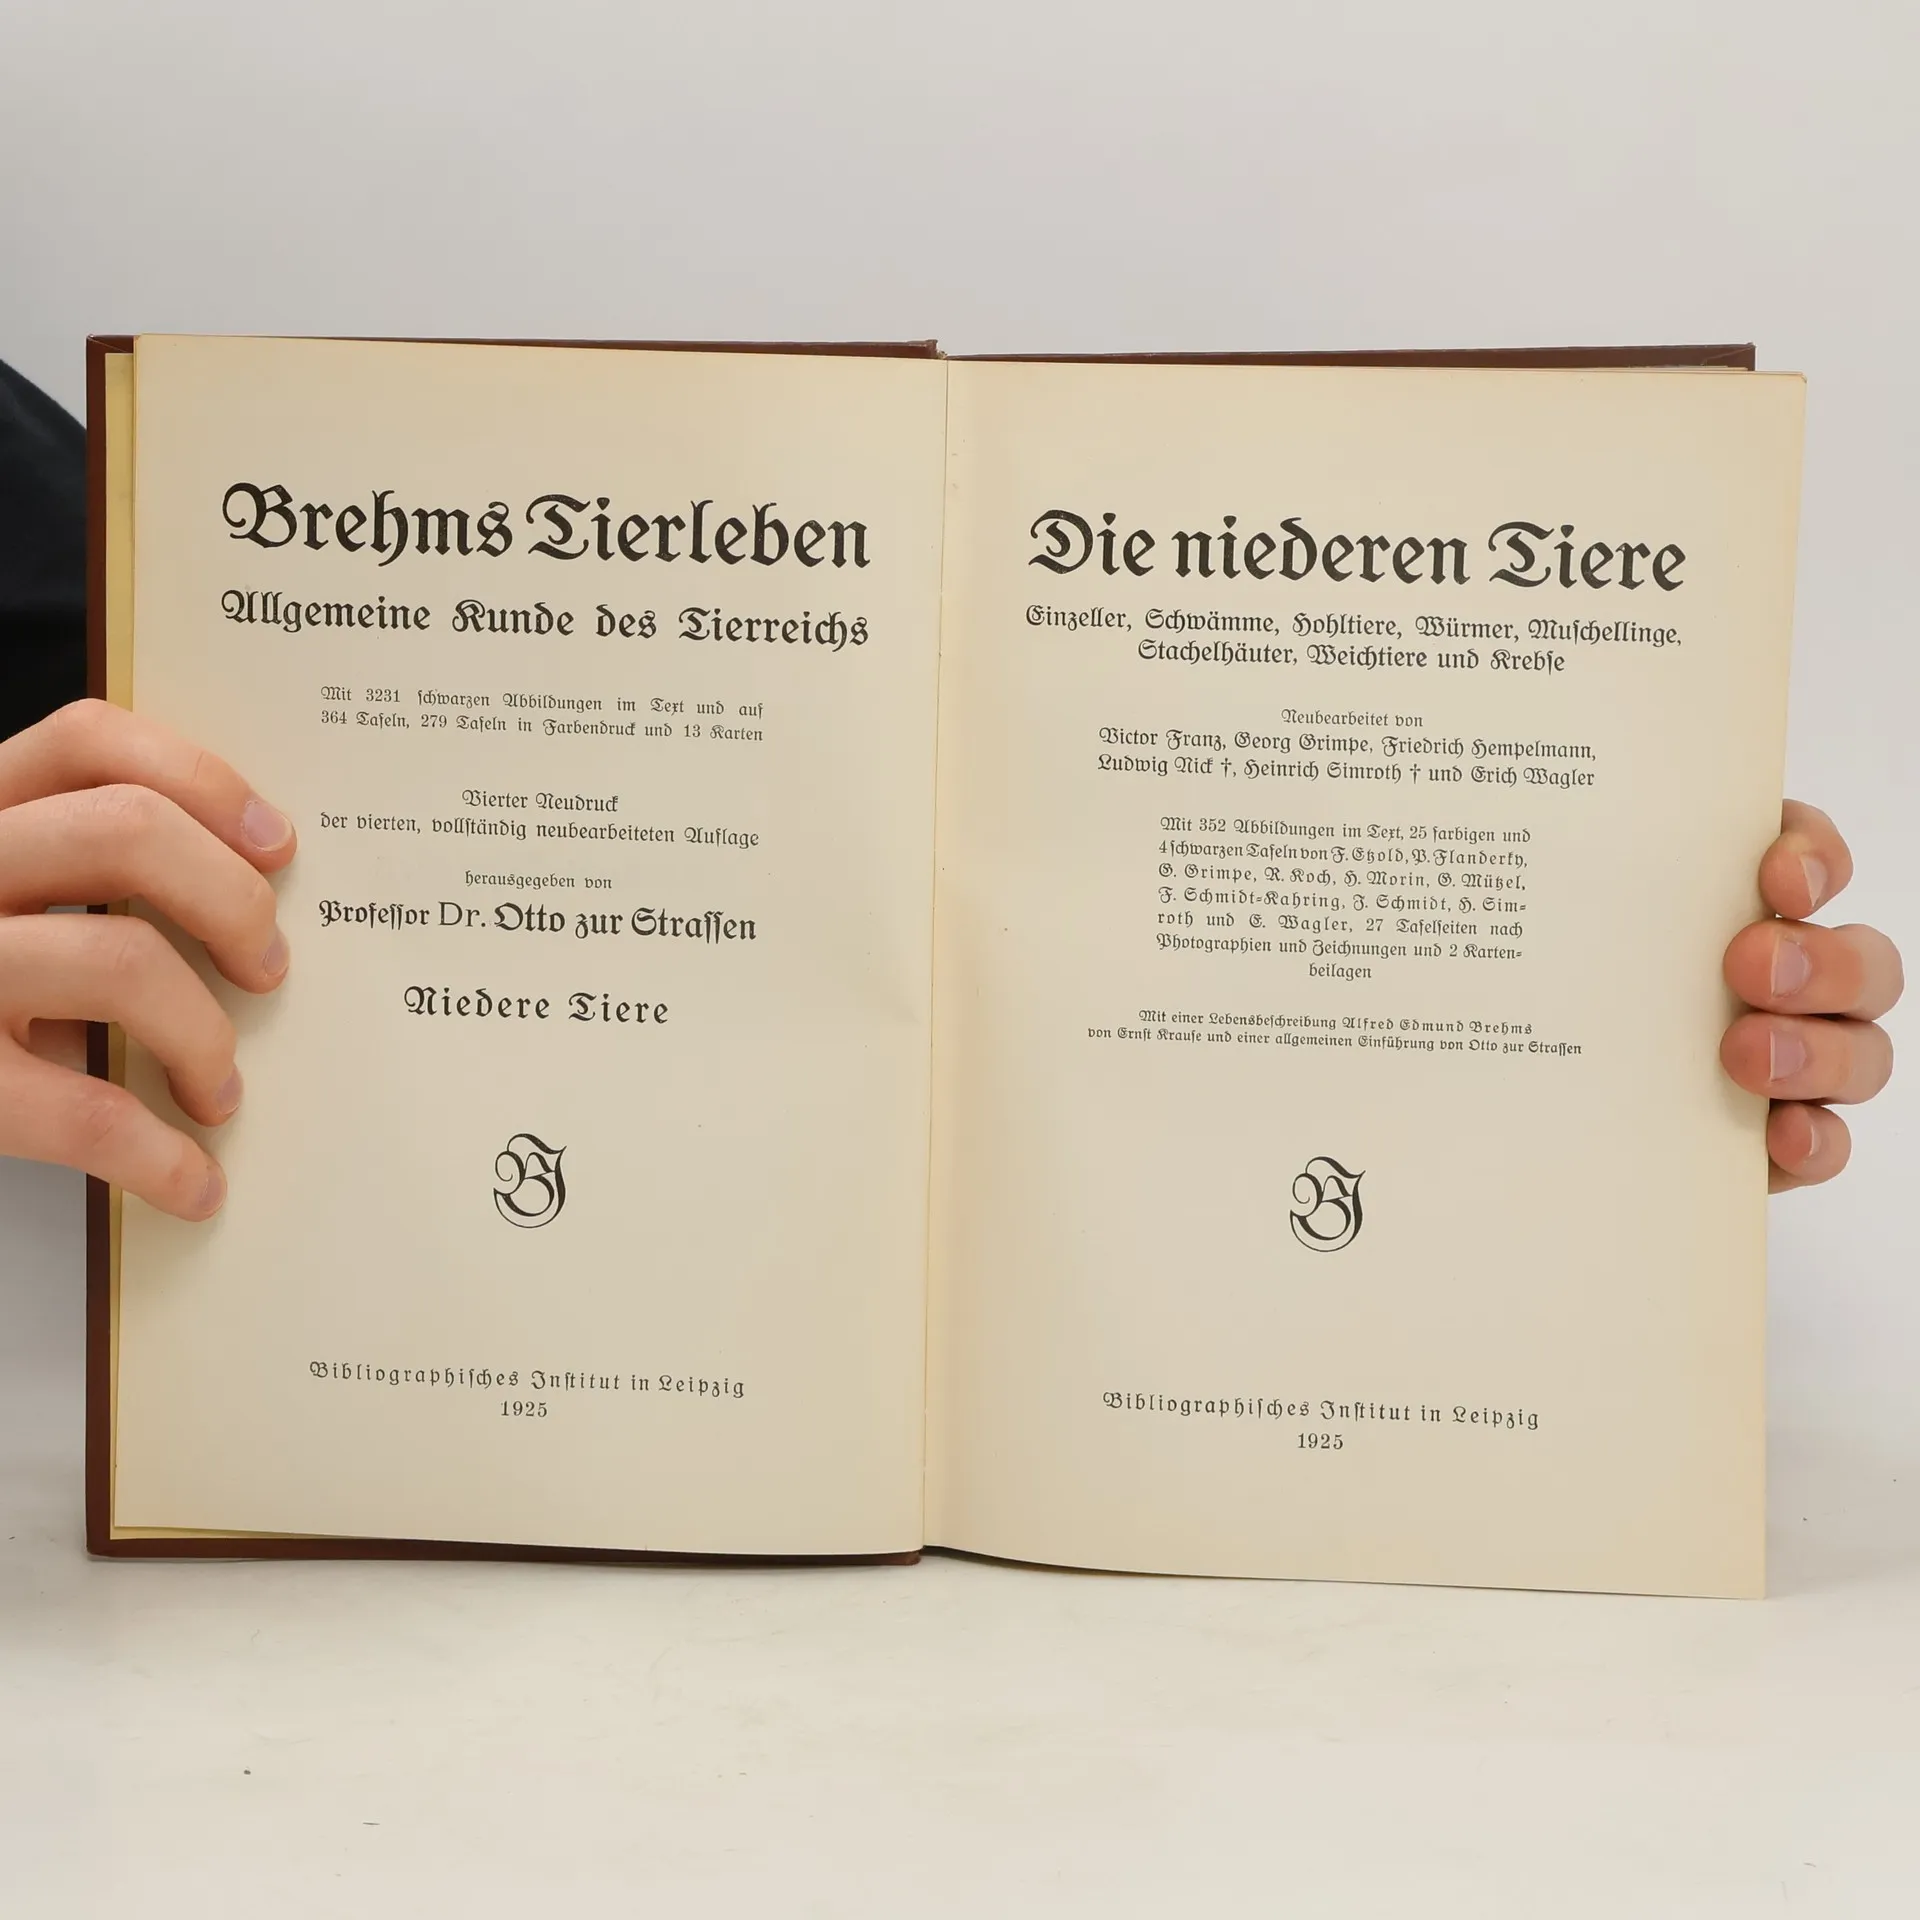 Brehms Tierleben
Allgemeine Kunde des Tierreichs
Mit 3231 ſchwarzen Abbildungen im Text und auf
364 Tafeln, 279 Tafeln in Farbendruck und 13 Karten
Vierter Neudruck
der vierten, vollſtändig neubearbeiteten Auflage
herausgegeben von
Profeſſor Dr. Otto zur Straſſen
Niedere Tiere
BJ
Bibliographiſches Inſtitut in Leipzig
1925
Die niederen Tiere
Einzeller, Schwämme, Hohltiere, Würmer, Muſchellinge,
Stachelhäuter, Weichtiere und Krebſe
Neubearbeitet von
Victor Franz, Georg Grimpe, Friedrich Hempelmann,
Ludwig Nick †, Heinrich Simroth † und Erich Wagler
Mit 352 Abbildungen im Text, 25 farbigen und
4 ſchwarzen Tafeln von F. Etzold, P. Flanderky,
G. Grimpe, R. Koch, H. Morin, G. Mützel,
F. Schmidt-Kahring, J. Schmidt, H. Sim-
roth und E. Wagler, 27 Tafelſeiten nach
Photographien und Zeichnungen und 2 Karten-
beilagen
Mit einer Lebensbeſchreibung Alfred Edmund Brehms
von Ernſt Krauſe und einer allgemeinen Einführung von Otto zur Straſſen
BJ
Bibliographiſches Inſtitut in Leipzig
1925